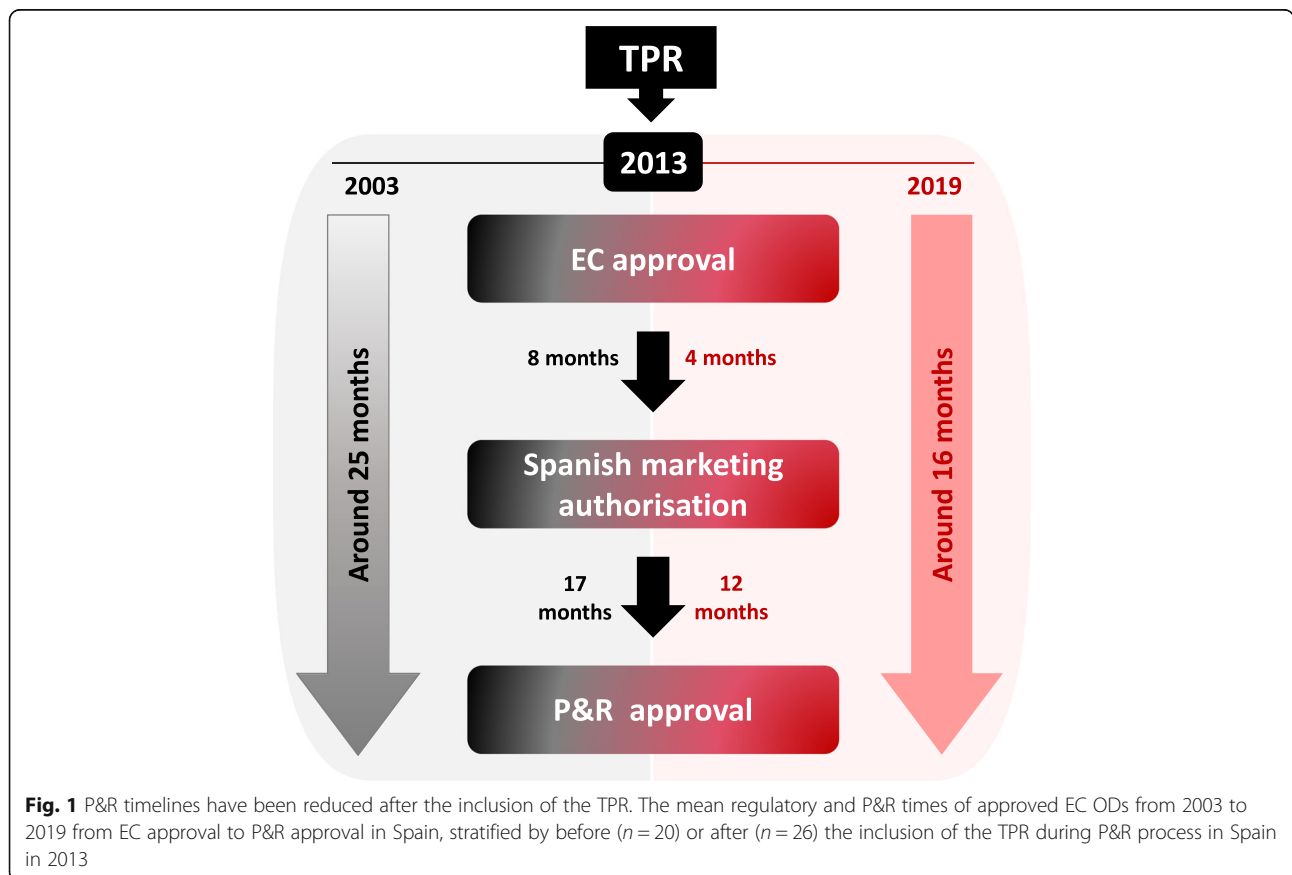 TPR
2013
2003
2019
EC approval
8 months
4 months
Around 25 months
Around 16 months
Spanish marketing
authorisation
17
months
12
months
P&R approval
Fig. 1 P&R timelines have been reduced after the inclusion of the TPR. The mean regulatory and P&R times of approved EC ODs from 2003 to
2019 from EC approval to P&R approval in Spain, stratified by before (n = 20) or after (n = 26) the inclusion of the TPR during P&R process in Spain
in 2013